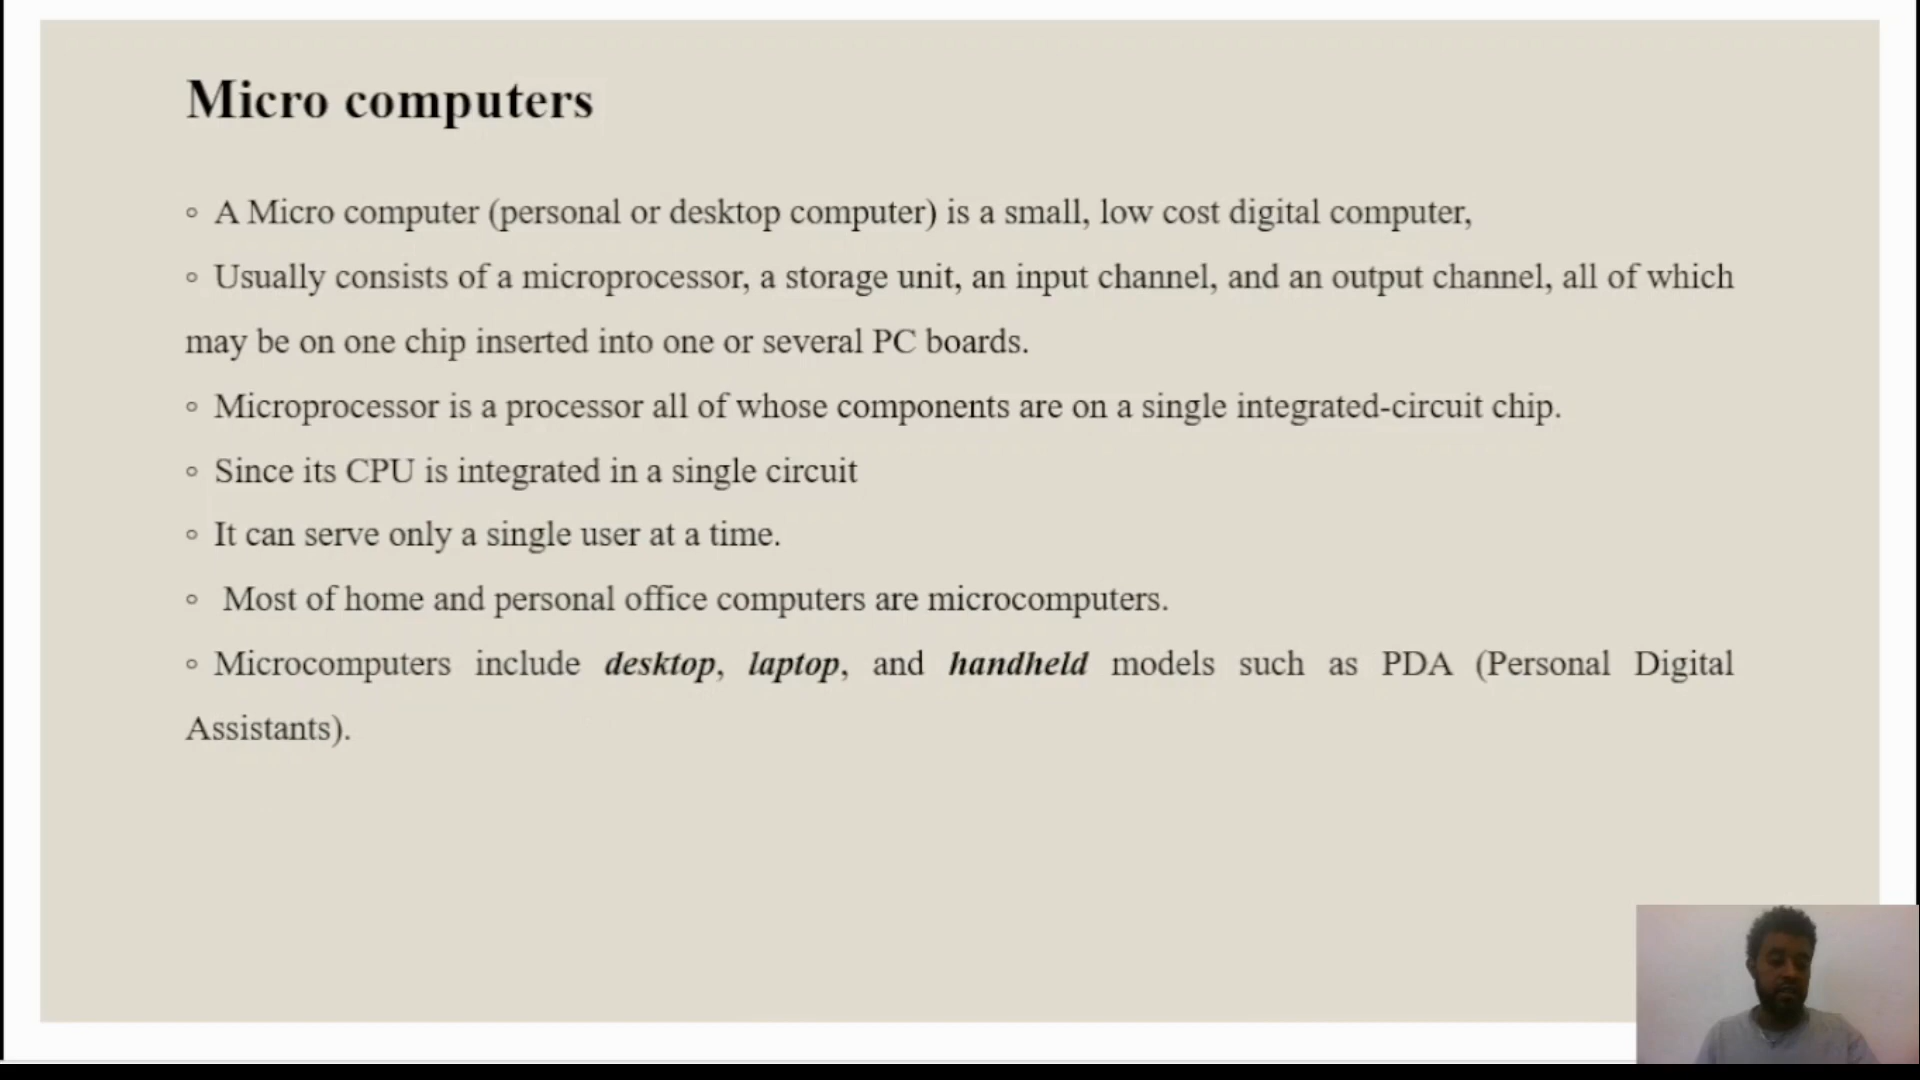 Micro computers
◦ A Micro computer (personal or desktop computer) is a small, low cost digital computer,
◦ Usually consists of a microprocessor, a storage unit, an input channel, and an output channel, all of which
may be on one chip inserted into one or several PC boards.
◦ Microprocessor is a processor all of whose components are on a single integrated-circuit chip.
◦ Since its CPU is integrated in a single circuit
◦ It can serve only a single user at a time.
◦ Most of home and personal office computers are microcomputers.
◦ Microcomputers include desktop, laptop, and handheld models such as PDA (Personal Digital
Assistants).